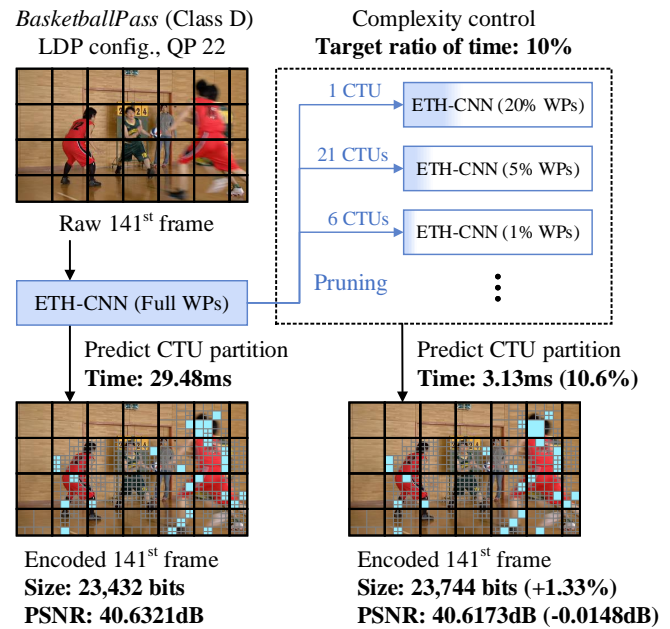 BasketballPass (Class D)
LDP config., QP 22
Raw 141st frame
ETH-CNN (Full WPs)
Predict CTU partition
Time: 29.48ms
Encoded 141st frame
Size: 23,432 bits
PSNR: 40.6321dB
Complexity control
Target ratio of time: 10%
1 CTU
ETH-CNN (20% WPs)
21 CTUs
ETH-CNN (5% WPs)
6 CTUs
ETH-CNN (1% WPs)
Pruning
Predict CTU partition
Time: 3.13ms (10.6%)
Encoded 141st frame
Size: 23,744 bits (+1.33%)
PSNR: 40.6173dB (-0.0148dB)